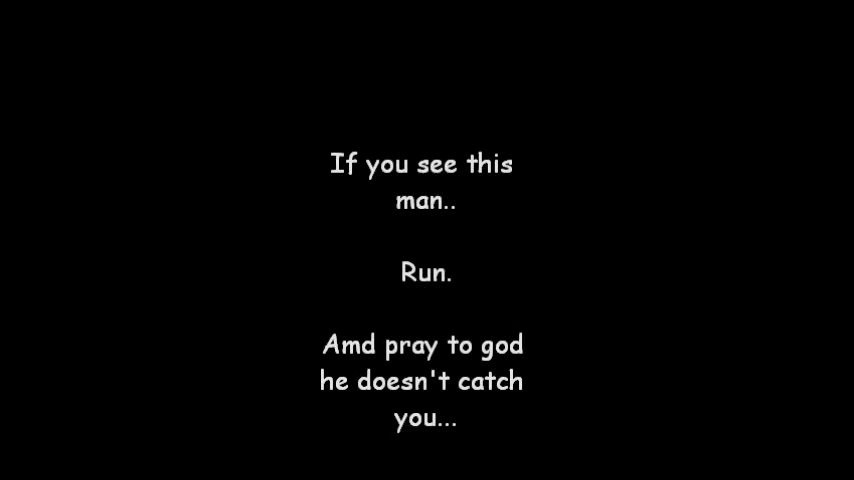 If you see this
man..
Run.
Amd pray to god
he doesn't catch
you...